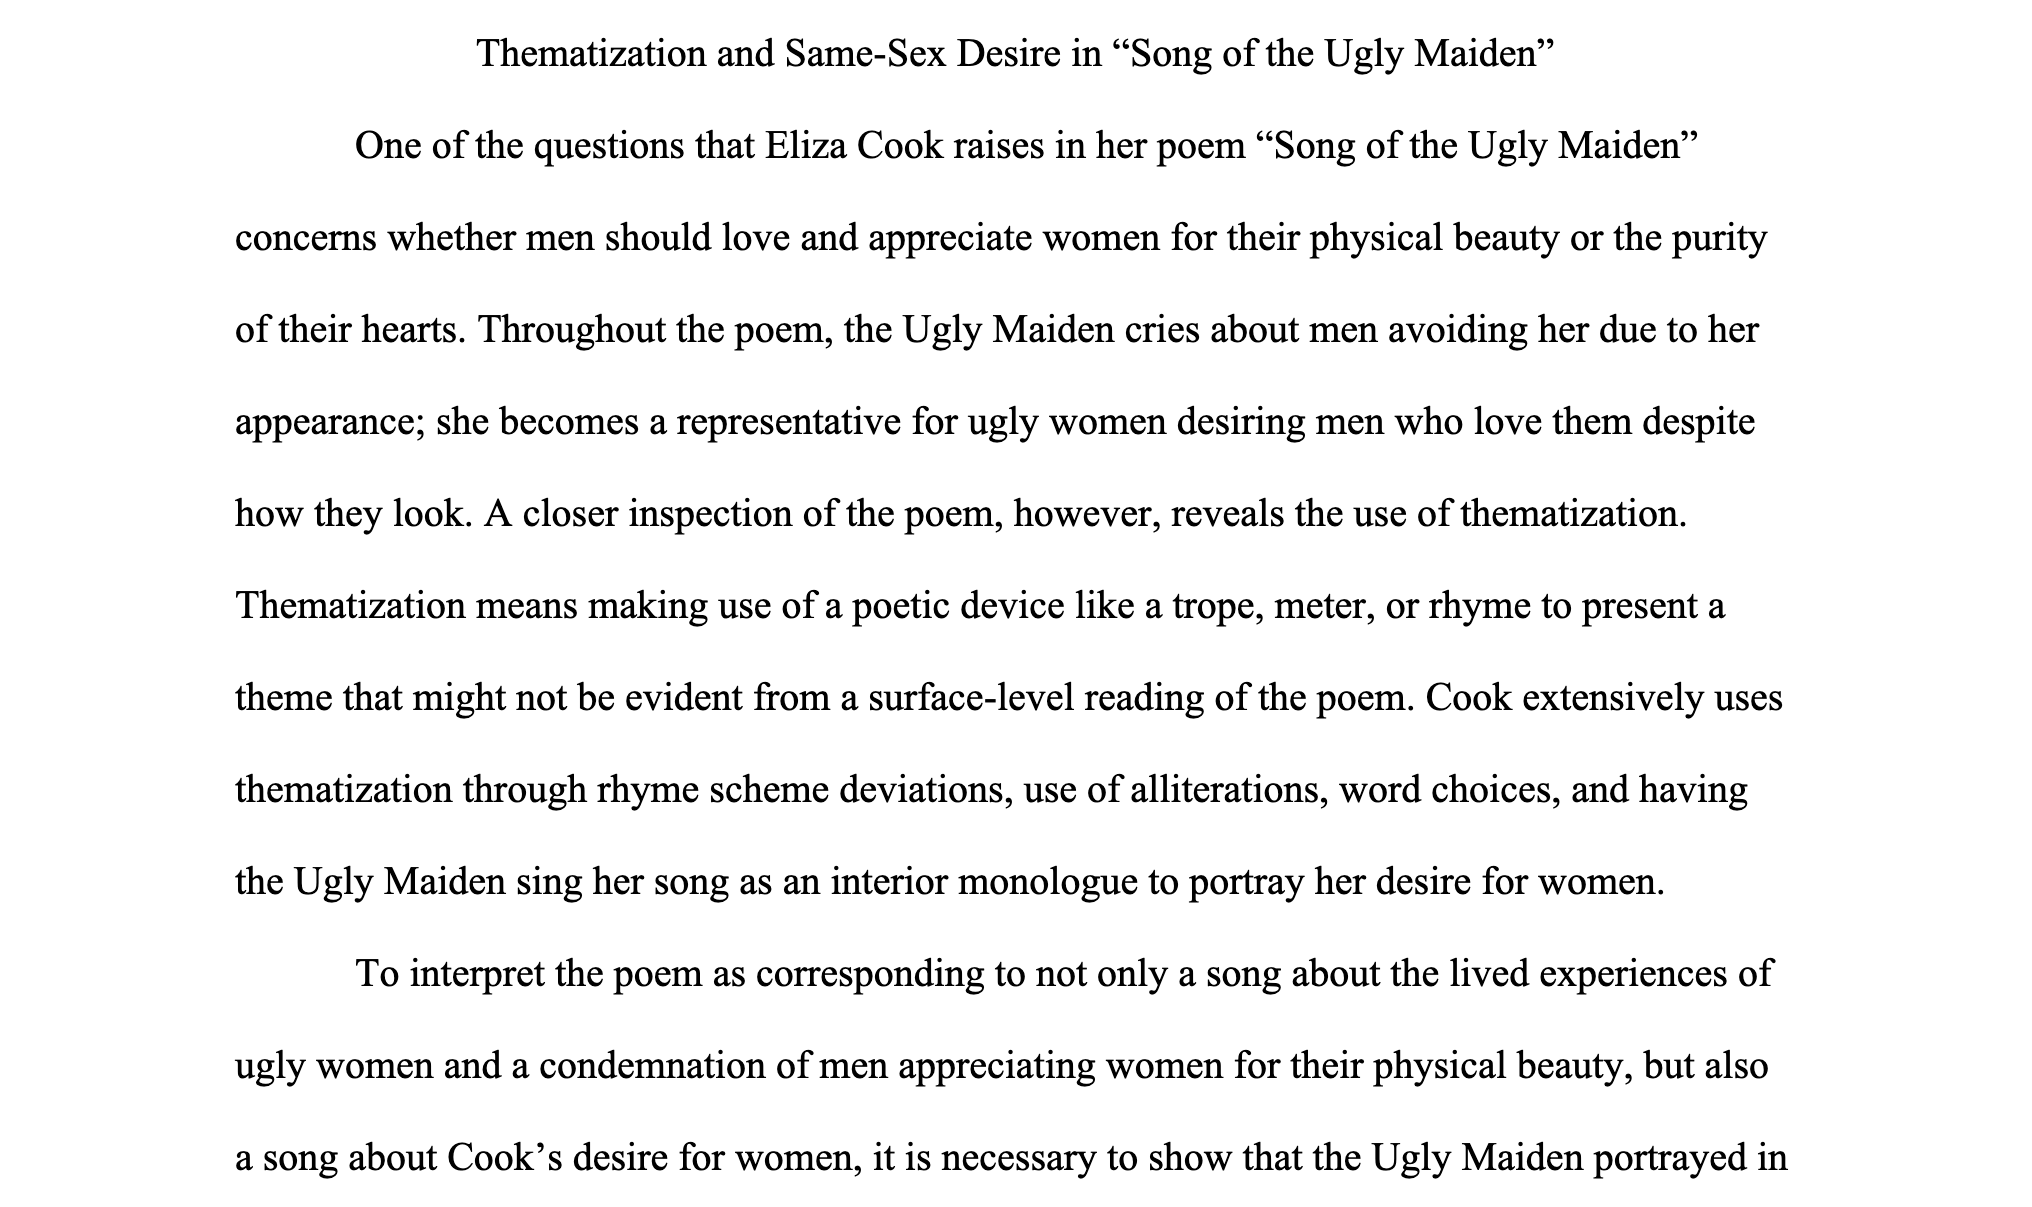 Thematization and Same-Sex Desire in “Song of the Ugly Maiden”
One of the questions that Eliza Cook raises in her poem “Song of the Ugly Maiden”
concerns whether men should love and appreciate women for their physical beauty or the purity
of their hearts. Throughout the poem, the Ugly Maiden cries about men avoiding her due to her
appearance; she becomes a representative for ugly women desiring men who love them despite
how they look. A closer inspection of the poem, however, reveals the use of thematization.
Thematization means making use of a poetic device like a trope, meter, or rhyme to present a
theme that might not be evident from a surface-level reading of the poem. Cook extensively uses
thematization through rhyme scheme deviations, use of alliterations, word choices, and having
the Ugly Maiden sing her song as an interior monologue to portray her desire for women.
To interpret the poem as corresponding to not only a song about the lived experiences of
ugly women and a condemnation of men appreciating women for their physical beauty, but also
a song about Cook’s desire for women, it is necessary to show that the Ugly Maiden portrayed in